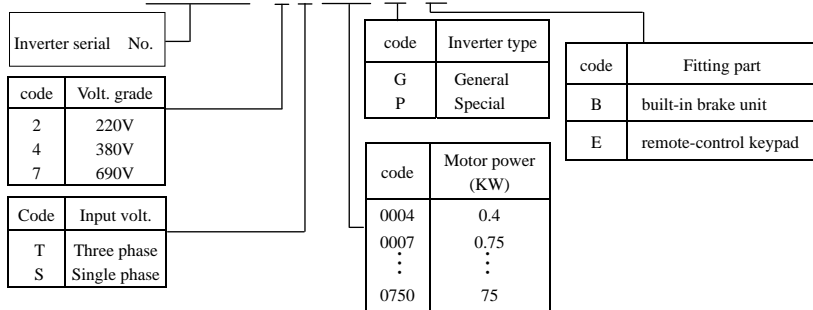 Inverter serial No.
code Volt. grade
2 220V
4 380V
7 690V
Code Input volt.
T Three phase
S Single phase
code Inverter type
G General
P Special
code Motor power
(KW)
0004 0.4
0007 0.75
⋮ ⋮
0750 75
code Fitting part
B built-in brake unit
E remote-control keypad